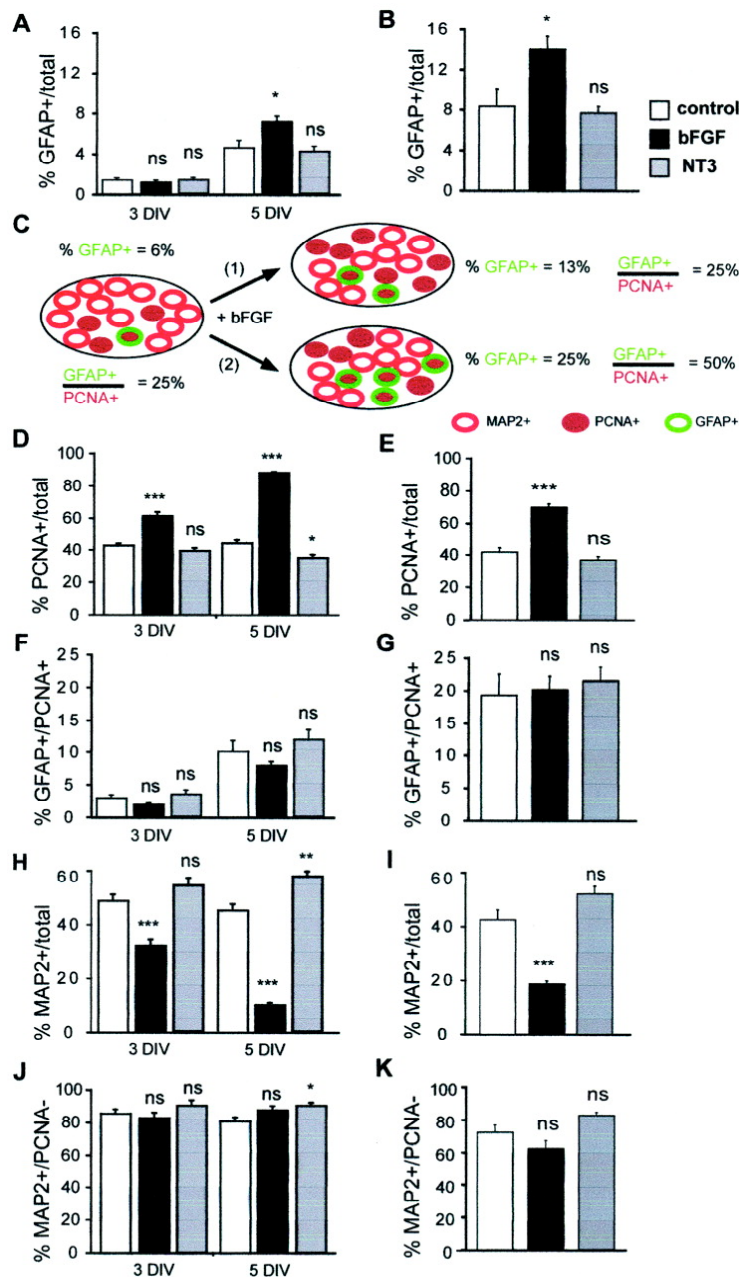 A
% GFAP+/total
16
12
8
4
0
ns
ns
*
ns
3 DIV
5 DIV
B
% GFAP+/total
16
12
8
4
0
*
ns
control
bFGF
NT3
C
% GFAP+ = 6%
GFAP+
PCNA+
= 25%
(1)
+ bFGF
(2)
% GFAP+ = 13%
GFAP+
PCNA+
= 25%
% GFAP+ = 25%
GFAP+
PCNA+
= 50%
MAP2+
PCNA+
GFAP+
D
% PCNA+/total
100
80
60
40
20
0
***
ns
***
*
3 DIV
5 DIV
E
% PCNA+/total
100
80
60
40
20
0
***
ns
F
% GFAP+/PCNA+
25
20
15
10
5
0
ns
ns
ns
ns
3 DIV
5 DIV
G
% GFAP+/PCNA+
25
20
15
10
5
0
ns
ns
H
% MAP2+/total
60
40
20
0
***
ns
***
**
3 DIV
5 DIV
I
% MAP2+/total
60
40
20
0
***
ns
J
% MAP2+/PCNA-
100
80
60
40
20
0
ns
ns
ns
*
3 DIV
5 DIV
K
% MAP2+/PCNA-
100
80
60
40
20
0
ns
ns